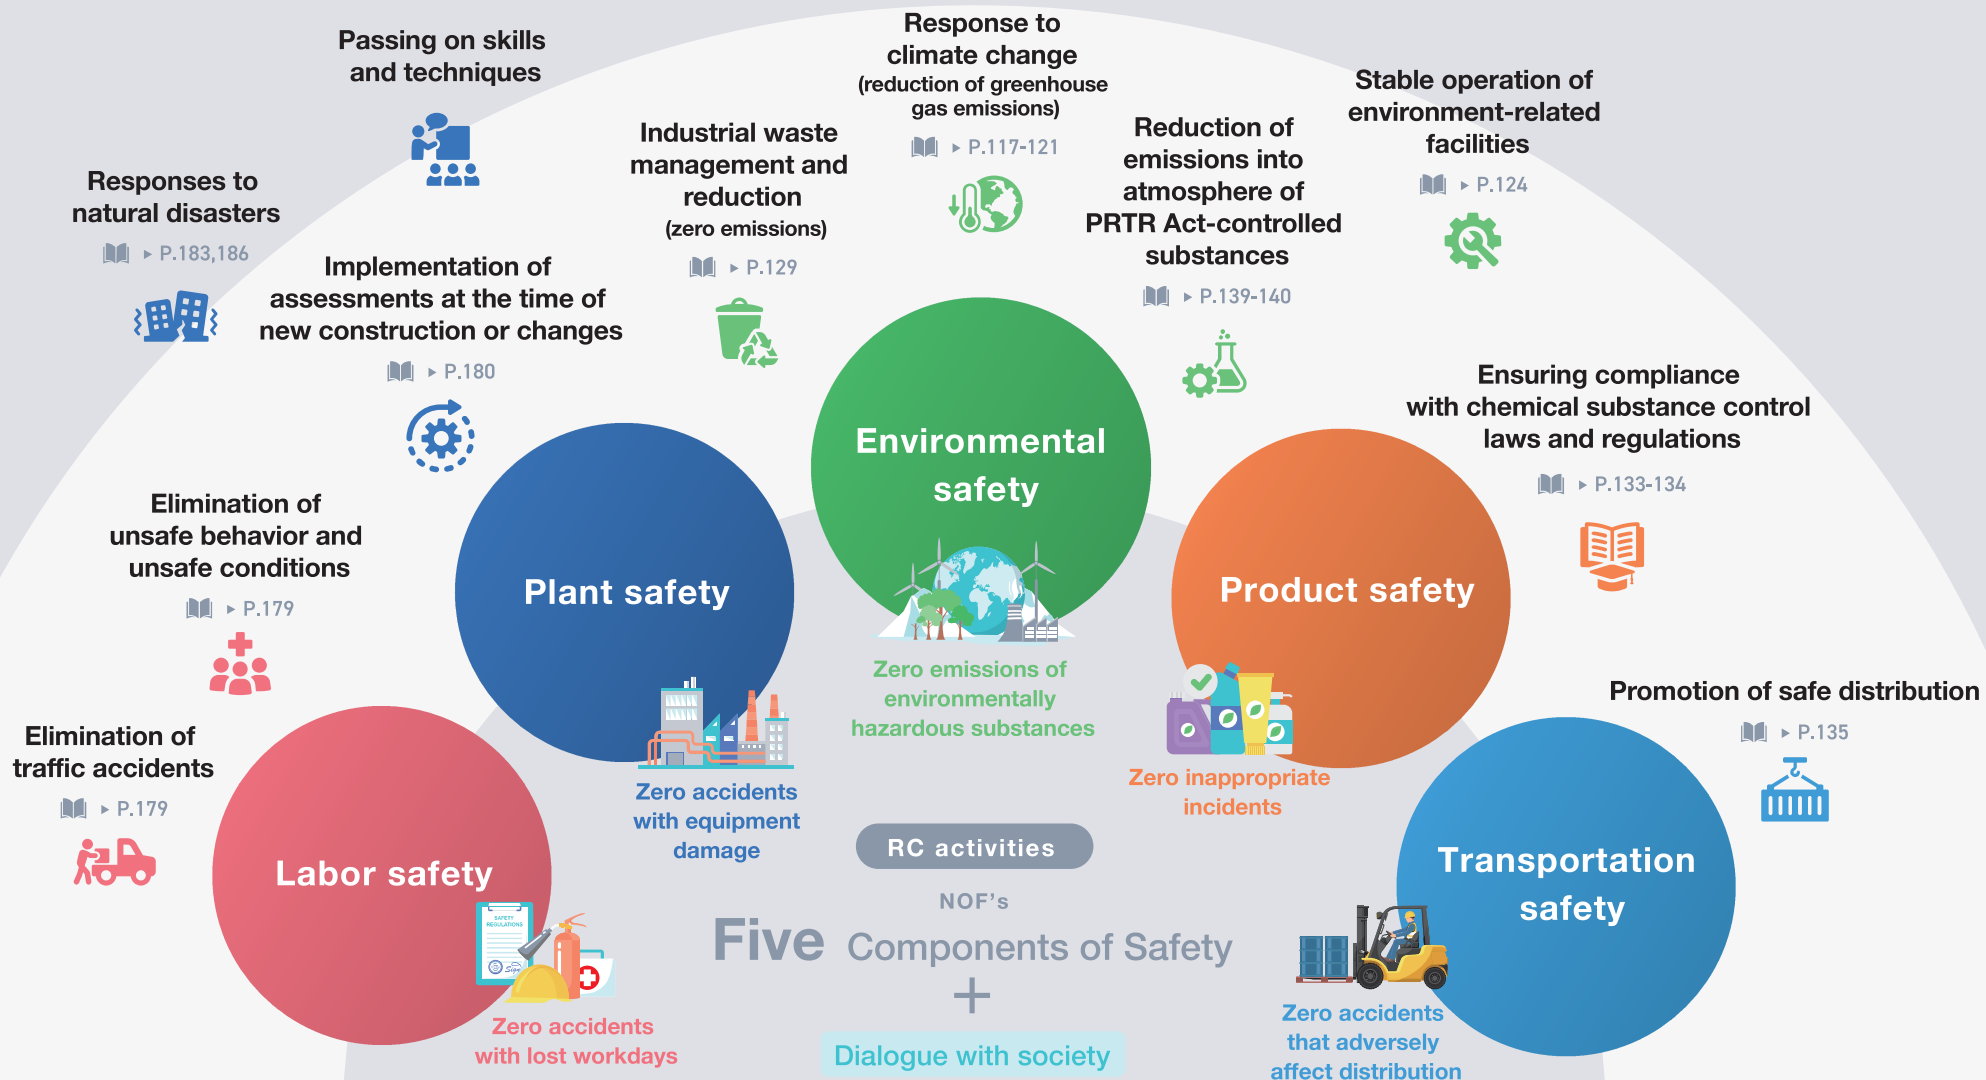 Passing on skills
and techniques
Response to
climate change
(reduction of greenhouse
gas emissions)
P.117-121
Stable operation of
environment-related
facilities
P.124
Industrial waste
management and
reduction
(zero emissions)
P.129
Reduction of
emissions into
atmosphere of
PRTR Act-controlled
substances
P.139-140
Responses to
natural disasters
P.183,186
Implementation of
assessments at the time of
new construction or changes
P.180
Ensuring compliance
with chemical substance control
laws and regulations
P.133-134
Elimination of
unsafe behavior and
unsafe conditions
P.179
Environmental
safety
Plant safety
Product safety
Zero emissions of
environmentally
hazardous substances
Promotion of safe distribution
P.135
Elimination of
traffic accidents
P.179
Zero accidents
with equipment
damage
Zero inappropriate
incidents
Labor safety
SAFETY
REGULATIONS
Zero accidents
with lost workdays
RC activities
NOF's
Five Components of Safety
+
Dialogue with society
Transportation
safety
Zero accidents
that adversely
affect distribution